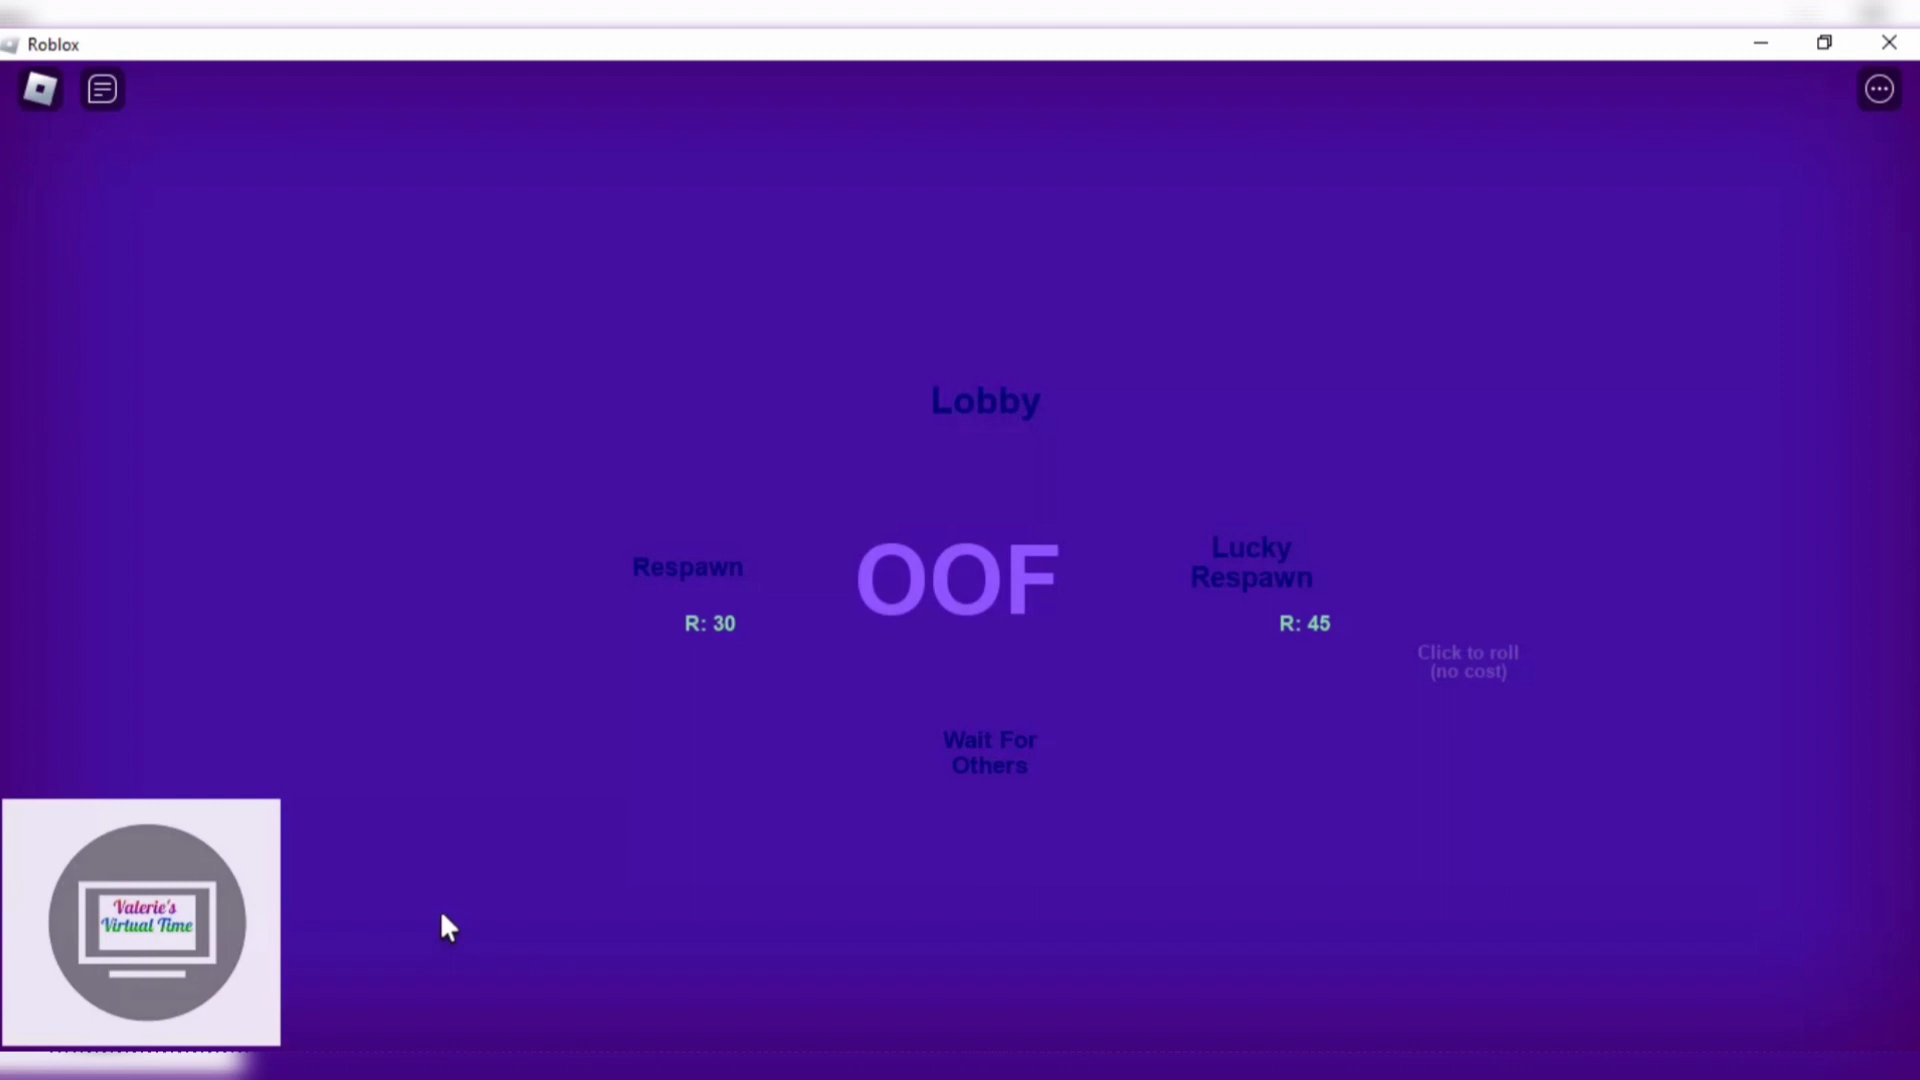 Roblox
Lobby
Respawn
OOF
Lucky
Respawn
R: 30
R: 45
Click to roll
(no cost)
Wait For
Others
Valerie's
Virtual Time